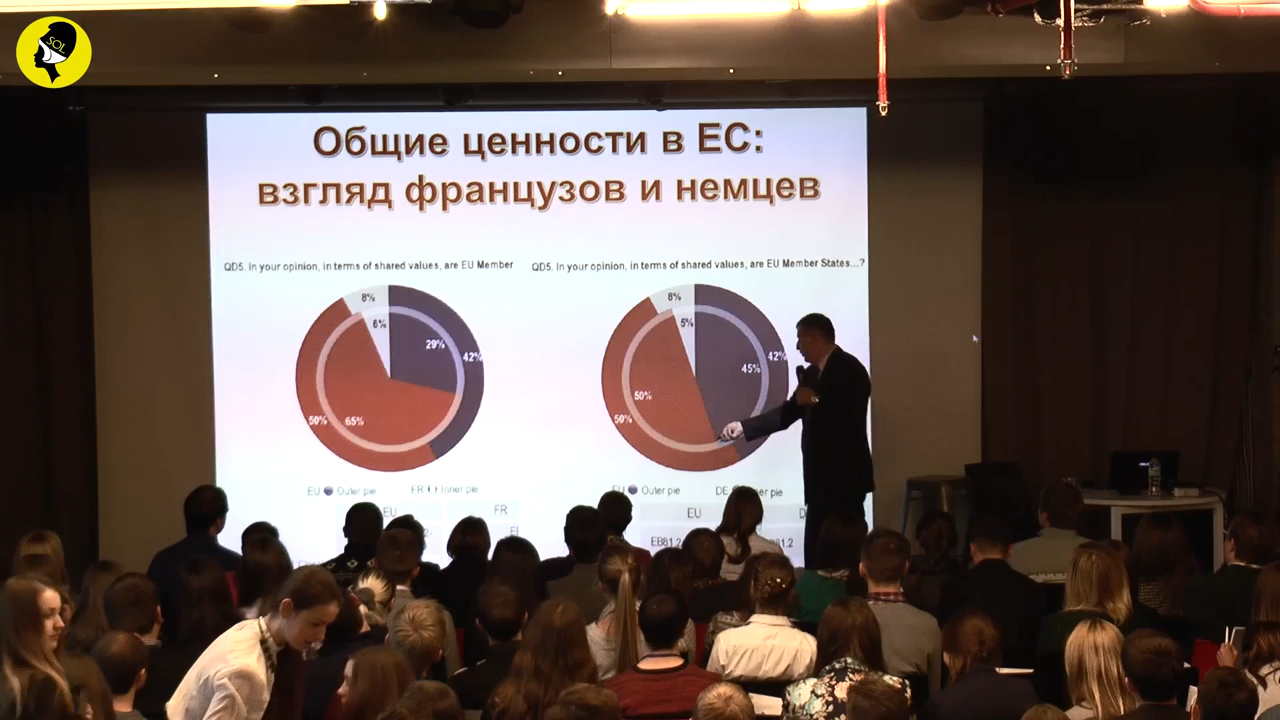 SOL
Общие ценности в ЕС:
взгляд французов и немцев
QD5. In your opinion, in terms of shared values, are EU Member
8%
6%
29%
42%
50%
65%
EU Outer pie FR Inner pie
EU FR
QD5. In your opinion, in terms of shared values, are EU Member States...?
8%
5%
42%
45%
50%
50%
EU Outer pie DE pie
EU D
EB81.2